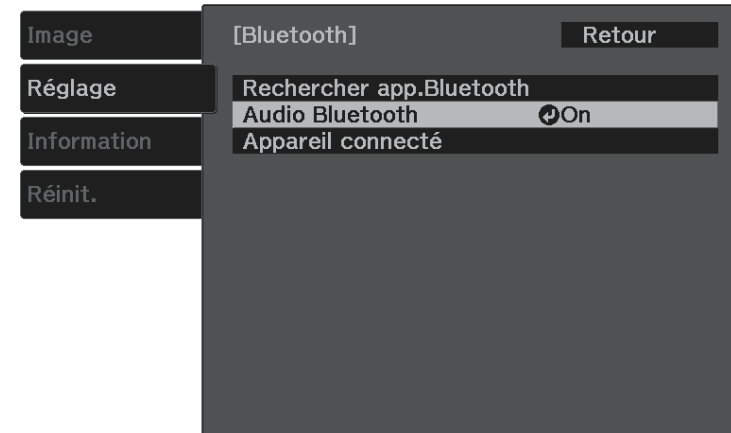 Image
Réglage
Information
Réinit.
[Bluetooth]
Retour
Rechercher app.Bluetooth
Audio Bluetooth On
Appareil connecté